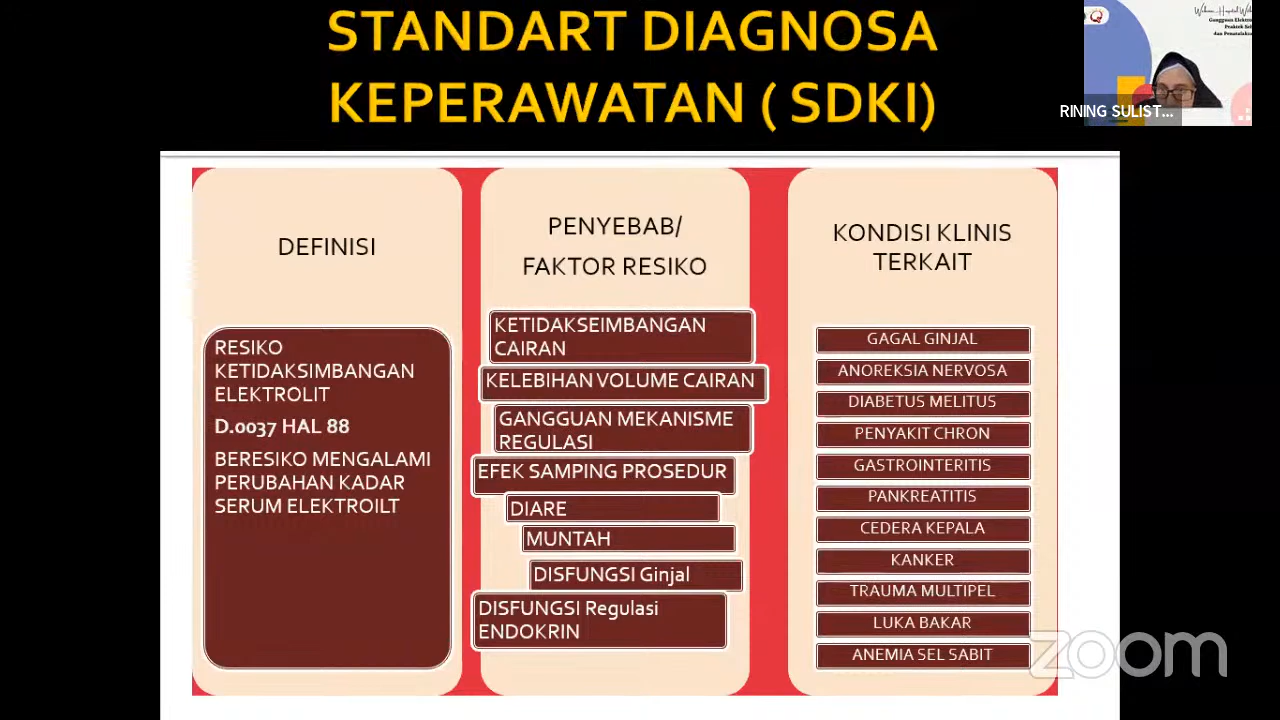 STANDART DIAGNOSA
KEPERAWATAN ( SDKI)
RINING SULIST...
DEFINISI
RESIKO
KETIDAKSIMBANGAN
ELEKTROLIT
D.0037 HAL 88
BERESIKO MENGALAMI
PERUBAHAN KADAR
SERUM ELEKTROILT
PENYEBAB/
FAKTOR RESIKO
KETIDAKSEIMBANGAN
CAIRAN
KELEBIHAN VOLUME CAIRAN
GANGGUAN MEKANISME
REGULASI
EFEK SAMPING PROSEDUR
DIARE
MUNTAH
DISFUNGSI Ginjal
DISFUNGSI Regulasi
ENDOKRIN
KONDISI KLINIS
TERKAIT
GAGAL GINJAL
ANOREKSIA NERVOSA
DIABETUS MELITUS
PENYAKIT CHRON
GASTROINTERITIS
PANKREATITIS
CEDERA KEPALA
KANKER
TRAUMA MULTIPEL
LUKA BAKAR
ANEMIA SEL SABIT
zoom